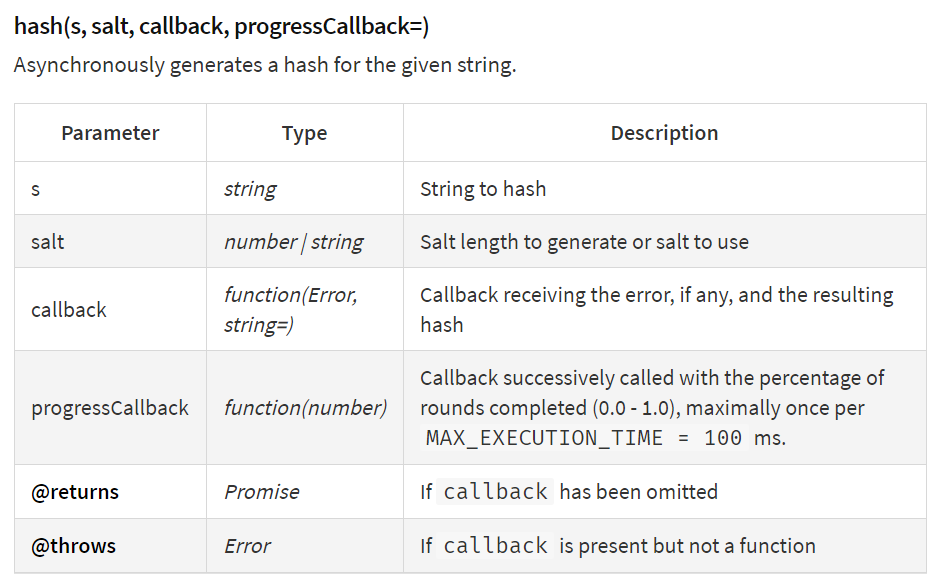 hash(s, salt, callback, progressCallback=)
Asynchronously generates a hash for the given string.
Parameter Type Description
s string String to hash
salt number | string Salt length to generate or salt to use
callback function(Error, string=) Callback receiving the error, if any, and the resulting
hash
progressCallback function(number) Callback successively called with the percentage of
rounds completed (0.0 - 1.0), maximally once per
MAX_EXECUTION_TIME = 100 ms.
@returns Promise If callback has been omitted
@throws Error If callback is present but not a function